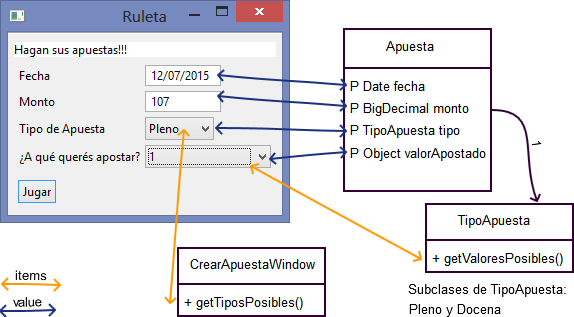 Ruleta
Hagan sus apuestas!!!
Fecha
12/07/2015
Monto
107
Tipo de Apuesta
Pleno
¿A qué querés apostar?
1
Jugar
Apuesta
P Date fecha
P BigDecimal monto
P TipoApuesta tipo
P Object valorApostado
1
TipoApuesta
+ getValoresPosibles()
Subclases de TipoApuesta:
Pleno y Docena
CrearApuestaWindow
+ getTiposPosibles()
items
value